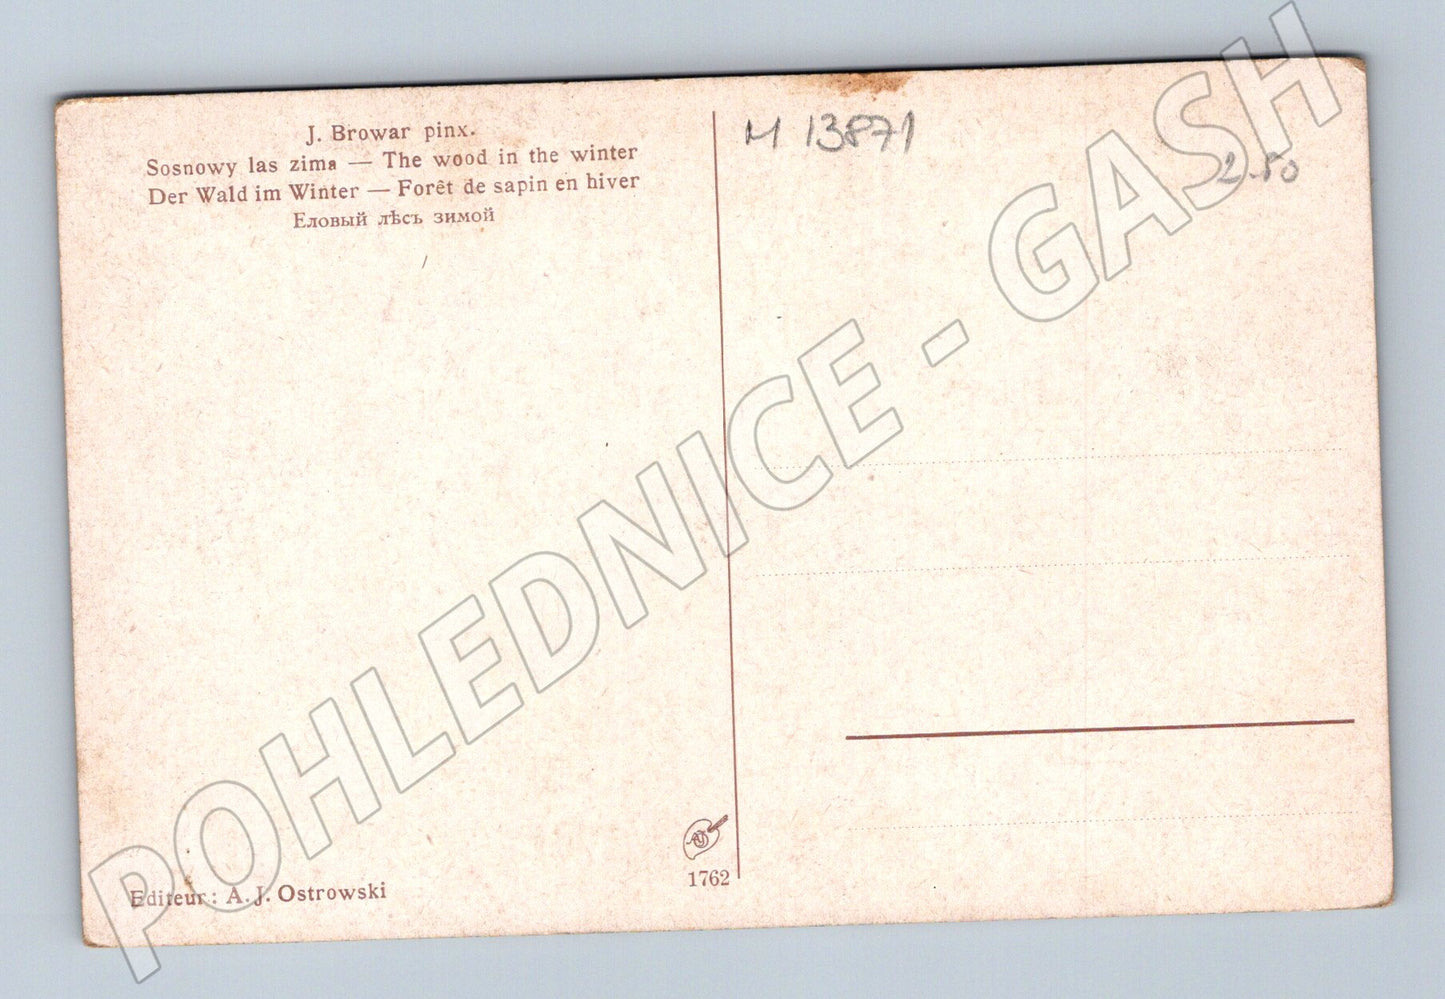 J. Browar pinx.
Sosnowy las zima — The wood in the winter
Der Wald im Winter — Forêt de sapin en hiver
Еловый лѣсъ зимой
M 13871
2.50
POHLEDNICE - GASH
1762
Editeur: A. J. Ostrowski